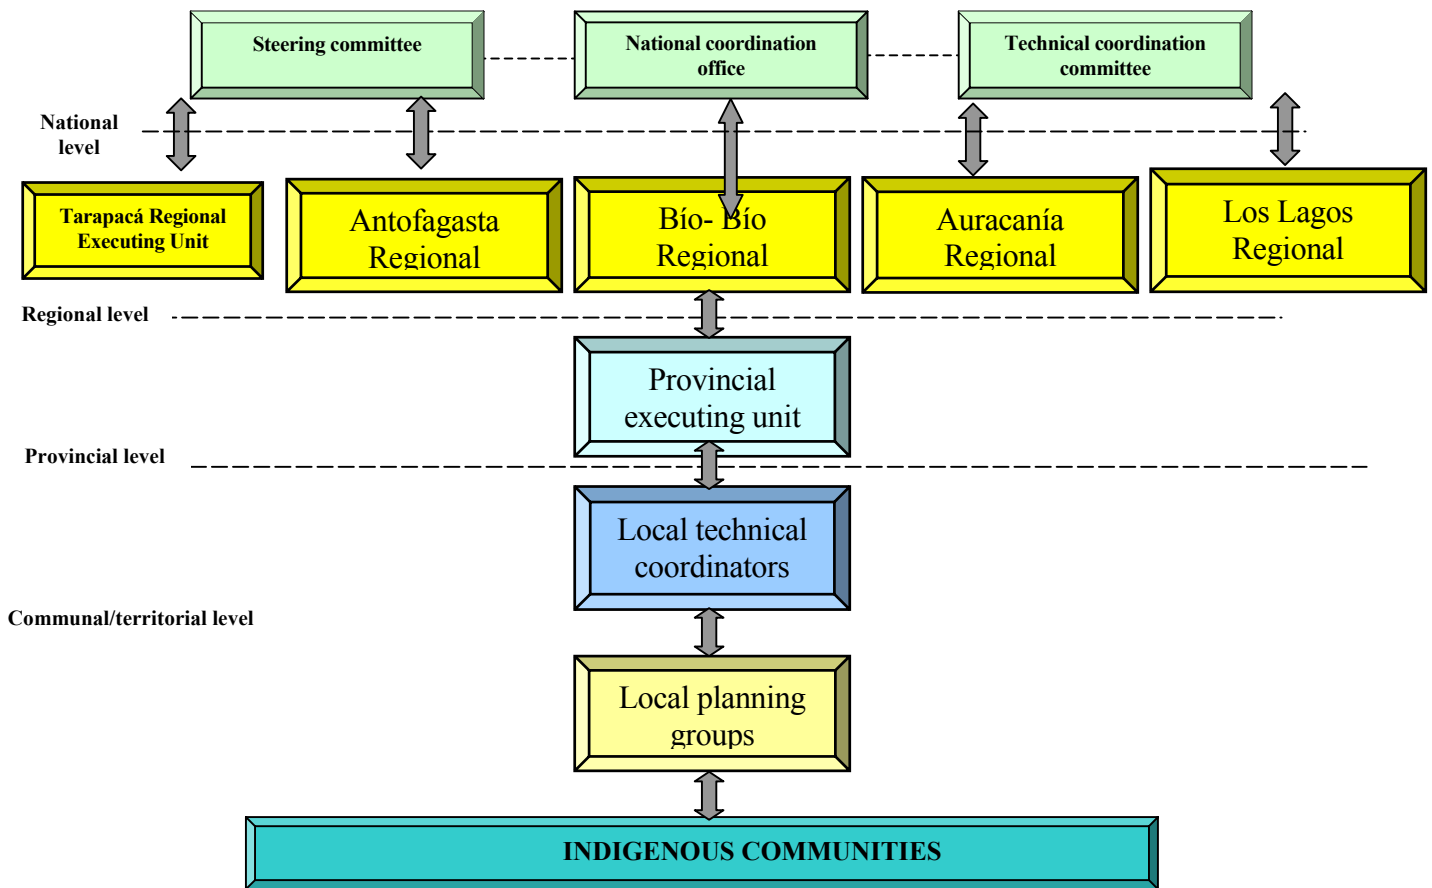 Steering committee
National coordination
office
Technical coordination
committee
National
level
Tarapacá Regional
Executing Unit
Antofagasta
Regional
Bío- Bío
Regional
Auracanía
Regional
Los Lagos
Regional
Regional level
Provincial
executing unit
Provincial level
Local technical
coordinators
Communal/territorial level
Local planning
groups
INDIGENOUS COMMUNITIES